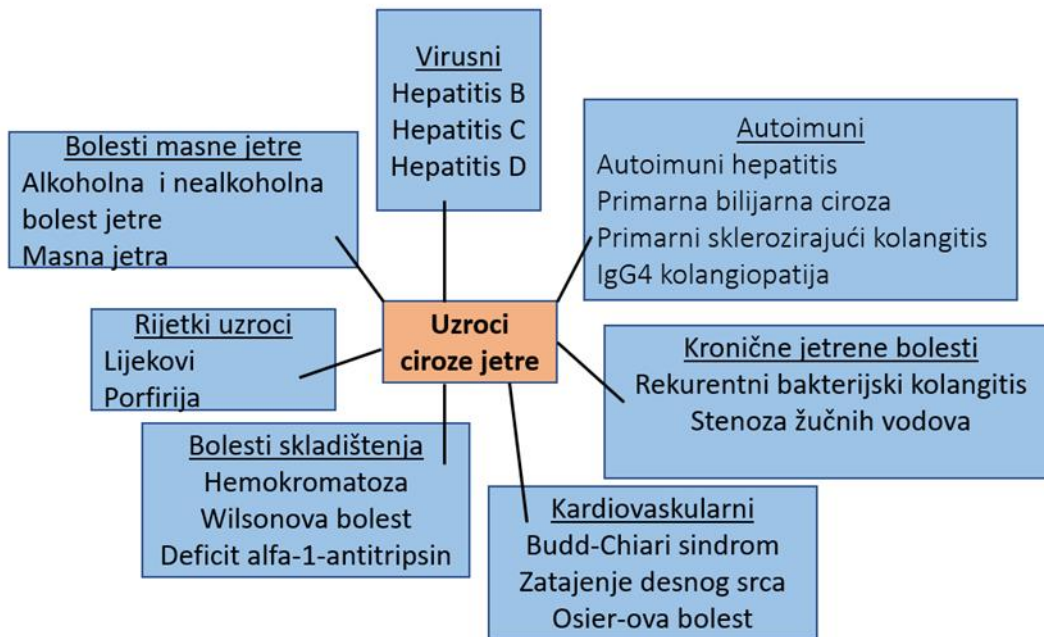 Virusni
Hepatitis B
Hepatitis C
Hepatitis D
Autoimuni
Autoimuni hepatitis
Primarna bilijarna ciroza
Primarni sklerozirajući kolangitis
IgG4 kolangiopatija
Bolesti masne jetre
Alkoholna i nealkoholna
bolest jetre
Masna jetra
Uzroci
ciroze jetre
Rijetki uzroci
Lijekovi
Porfirija
Kronične jetrene bolesti
Rekurentni bakterijski kolangitis
Stenoza žučnih vodova
Bolesti skladištenja
Hemokromatoza
Wilsonova bolest
Deficit alfa-1-antitripsin
Kardiovaskularni
Budd-Chiari sindrom
Zatajenje desnog srca
Osier-ova bolest